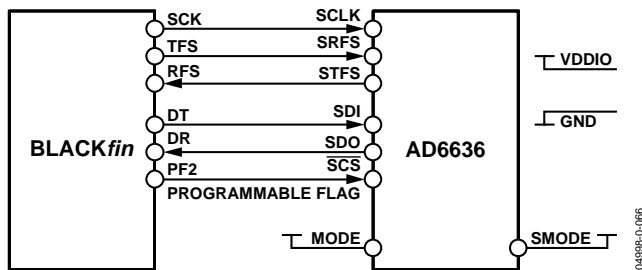 SCK SCLK
TFS SRFS
RFS STFS
VDDIO
DT SDI
GND
DR SDO
BLACKfin AD6636
PF2 SCS
PROGRAMMABLE FLAG
MODE SMODE
04998-0-066